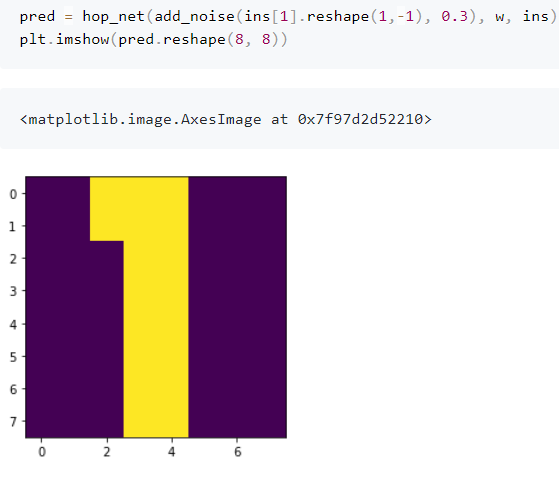 pred = hop_net(add_noise(ins[1].reshape(1,-1), 0.3), w, ins)
plt.imshow(pred.reshape(8, 8))
<matplotlib.image.AxesImage at 0x7f97d2d52210>
0
1
2
3
4
5
6
7
0 2 4 6